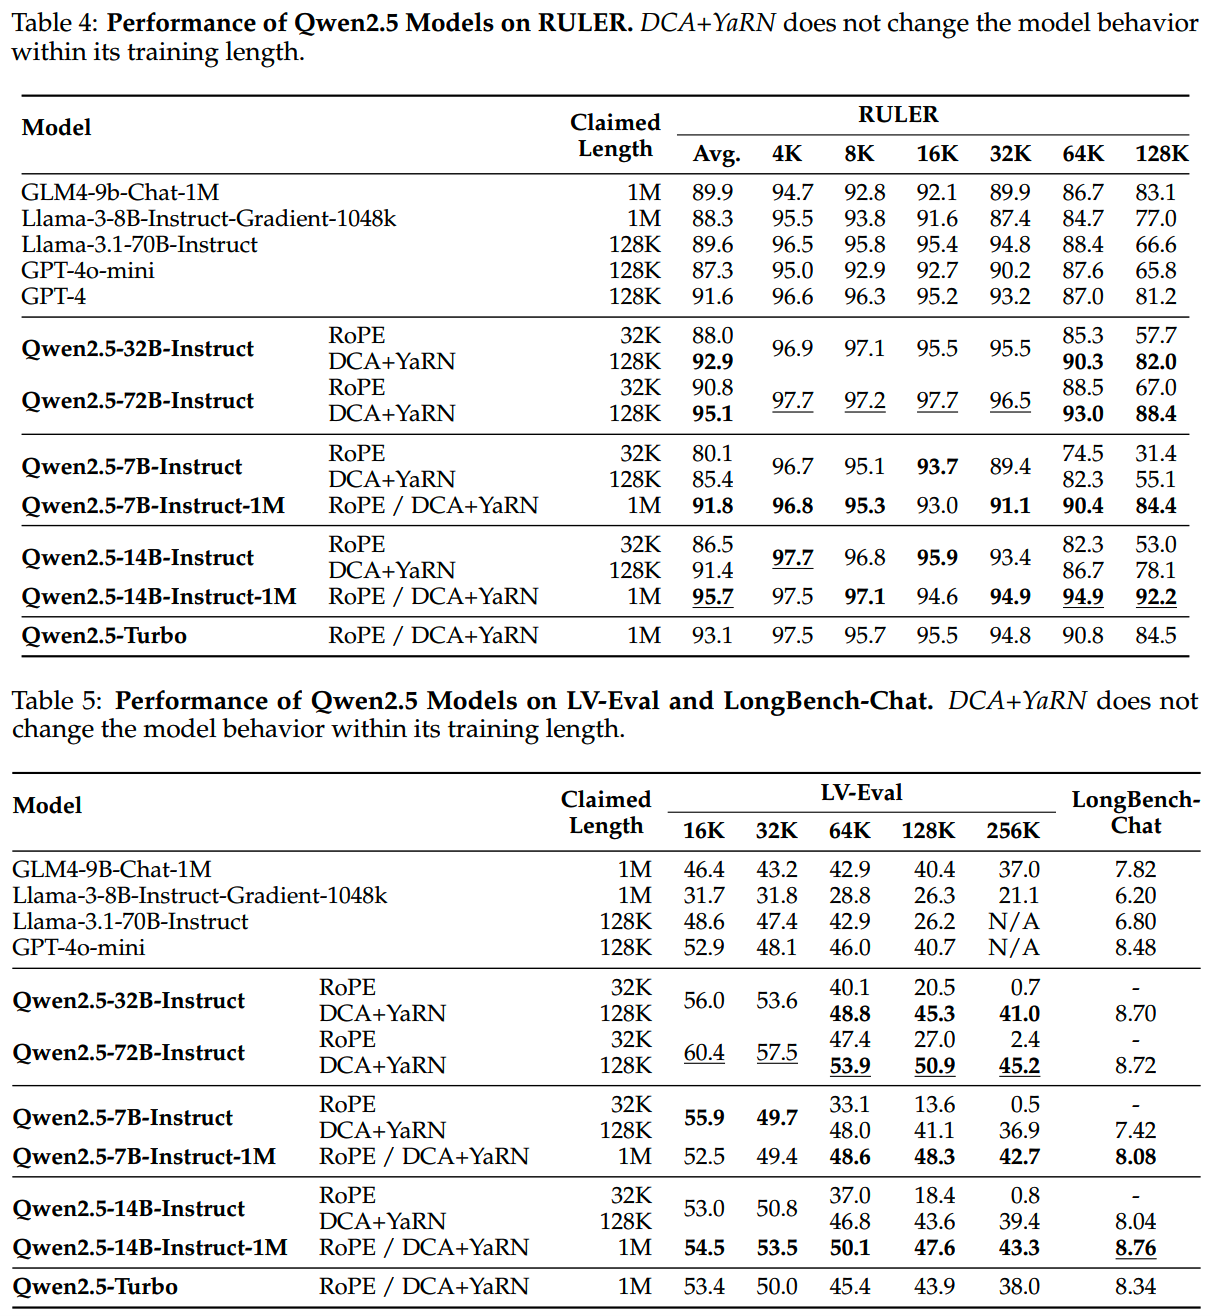 Table 4: Performance of Qwen2.5 Models on RULER. DCA+YaRN does not change the model behavior
within its training length.
Model Claimed Length RULER
Avg. 4K 8K 16K 32K 64K 128K
GLM4-9b-Chat-1M 1M 89.9 94.7 92.8 92.1 89.9 86.7 83.1
Llama-3-8B-Instruct-Gradient-1048k 1M 88.3 95.5 93.8 91.6 87.4 84.7 77.0
Llama-3.1-70B-Instruct 128K 89.6 96.5 95.8 95.4 94.8 88.4 66.6
GPT-4o-mini 128K 87.3 95.0 92.9 92.7 90.2 87.6 65.8
GPT-4 128K 91.6 96.6 96.3 95.2 93.2 87.0 81.2
Qwen2.5-32B-Instruct RoPE 32K 88.0 96.9 97.1 95.5 95.5 85.3 57.7
DCA+YaRN 128K 92.9 90.3 82.0
Qwen2.5-72B-Instruct RoPE 32K 90.8 97.7 97.2 97.7 96.5 88.5 67.0
DCA+YaRN 128K 95.1 93.0 88.4
Qwen2.5-7B-Instruct RoPE 32K 80.1 96.7 95.1 93.7 89.4 74.5 31.4
DCA+YaRN 128K 85.4 82.3 55.1
Qwen2.5-7B-Instruct-1M RoPE / DCA+YaRN 1M 91.8 96.8 95.3 93.0 91.1 90.4 84.4
Qwen2.5-14B-Instruct RoPE 32K 86.5 97.7 96.8 95.9 93.4 82.3 53.0
DCA+YaRN 128K 91.4 86.7 78.1
Qwen2.5-14B-Instruct-1M RoPE / DCA+YaRN 1M 95.7 97.5 97.1 94.6 94.9 94.9 92.2
Qwen2.5-Turbo RoPE / DCA+YaRN 1M 93.1 97.5 95.7 95.5 94.8 90.8 84.5
Table 5: Performance of Qwen2.5 Models on LV-Eval and LongBench-Chat. DCA+YaRN does not
change the model behavior within its training length.
Model Claimed Length LV-Eval LongBench-Chat
16K 32K 64K 128K 256K
GLM4-9B-Chat-1M 1M 46.4 43.2 42.9 40.4 37.0 7.82
Llama-3-8B-Instruct-Gradient-1048k 1M 31.7 31.8 28.8 26.3 21.1 6.20
Llama-3.1-70B-Instruct 128K 48.6 47.4 42.9 26.2 N/A 6.80
GPT-4o-mini 128K 52.9 48.1 46.0 40.7 N/A 8.48
Qwen2.5-32B-Instruct RoPE 32K 56.0 53.6 40.1 20.5 0.7 -
DCA+YaRN 128K 48.8 45.3 41.0 8.70
Qwen2.5-72B-Instruct RoPE 32K 60.4 57.5 47.4 27.0 2.4 -
DCA+YaRN 128K 53.9 50.9 45.2 8.72
Qwen2.5-7B-Instruct RoPE 32K 55.9 49.7 33.1 13.6 0.5 -
DCA+YaRN 128K 48.0 41.1 36.9 7.42
Qwen2.5-7B-Instruct-1M RoPE / DCA+YaRN 1M 52.5 49.4 48.6 48.3 42.7 8.08
Qwen2.5-14B-Instruct RoPE 32K 53.0 50.8 37.0 18.4 0.8 -
DCA+YaRN 128K 46.8 43.6 39.4 8.04
Qwen2.5-14B-Instruct-1M RoPE / DCA+YaRN 1M 54.5 53.5 50.1 47.6 43.3 8.76
Qwen2.5-Turbo RoPE / DCA+YaRN 1M 53.4 50.0 45.4 43.9 38.0 8.34